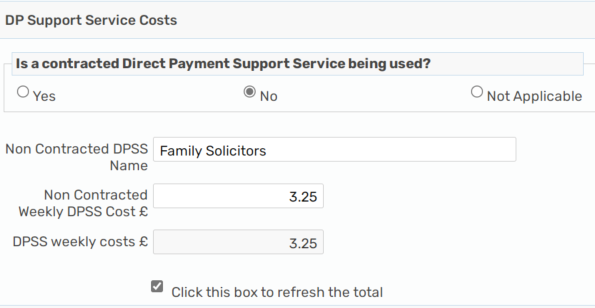 DP Support Service Costs
Is a contracted Direct Payment Support Service being used?
Yes No Not Applicable
Non Contracted DPSS Name Family Solicitors
Non Contracted Weekly DPSS Cost £ 3.25
DPSS weekly costs £ 3.25
Click this box to refresh the total